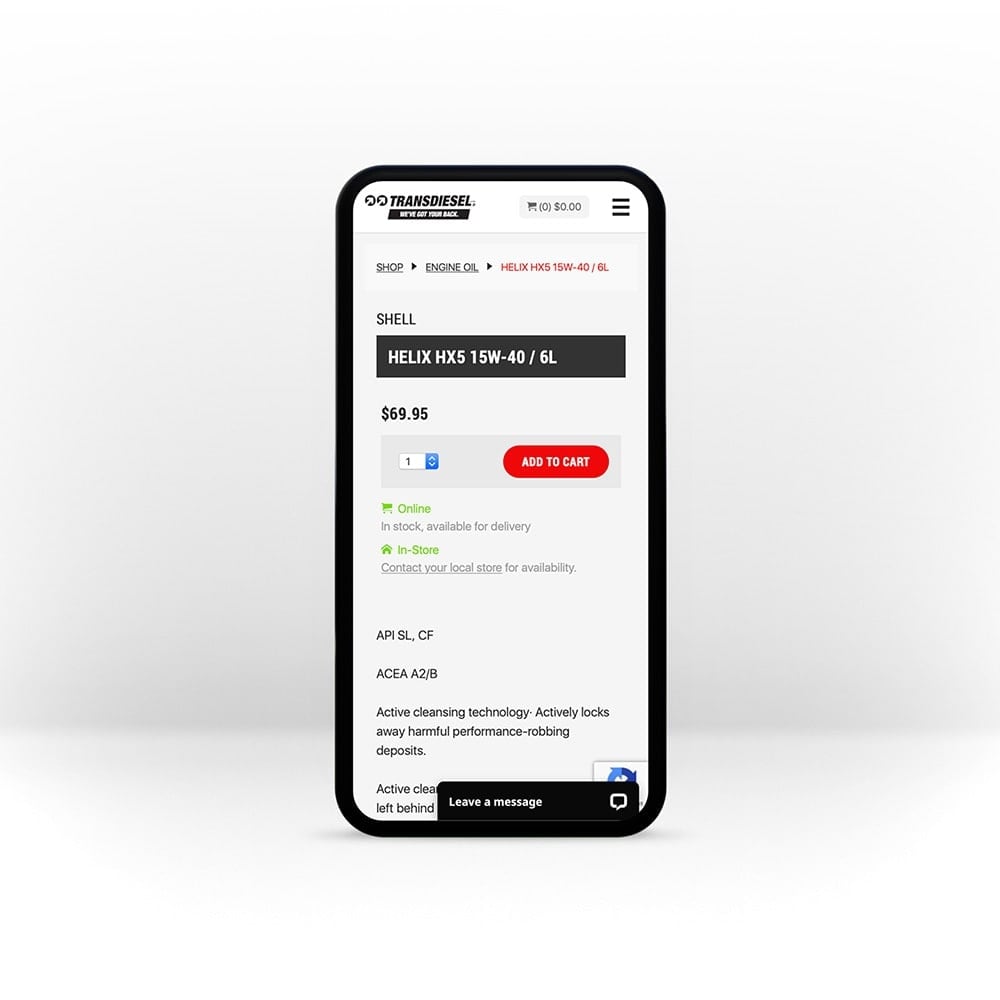 TRANSDIESEL
WE'VE GOT YOUR BACK.
(0) $0.00
SHOP ENGINE OIL HELIX HX5 15W-40 / 6L
SHELL
HELIX HX5 15W-40 / 6L
$69.95
1
ADD TO CART
Online
In stock, available for delivery
In-Store
Contact your local store for availability.
API SL, CF
ACEA A2/B
Active cleansing technology· Actively locks
away harmful performance-robbing
deposits.
Active
left behind
Leave a message